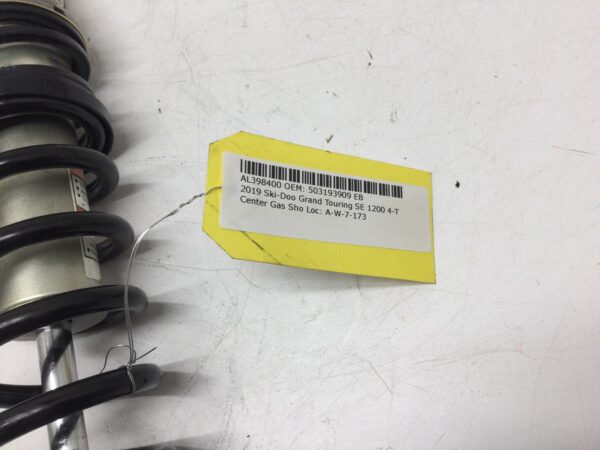 AL398400 OEM: 503193909 EB
2019 Ski-Doo Grand Touring SE 1200 4-T
Center Gas Sho Loc: A-W-7-173